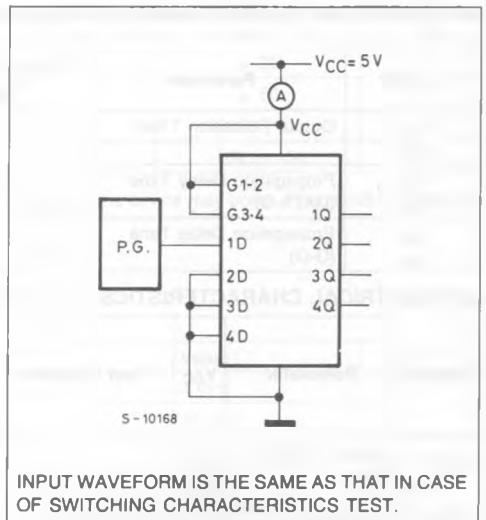 VCC= 5 V
A
VCC
G1-2
G3-4
1Q
P.G.
1D
2Q
2D
3Q
3D
4Q
4D
S-10168
INPUT WAVEFORM IS THE SAME AS THAT IN CASE
OF SWITCHING CHARACTERISTICS TEST.